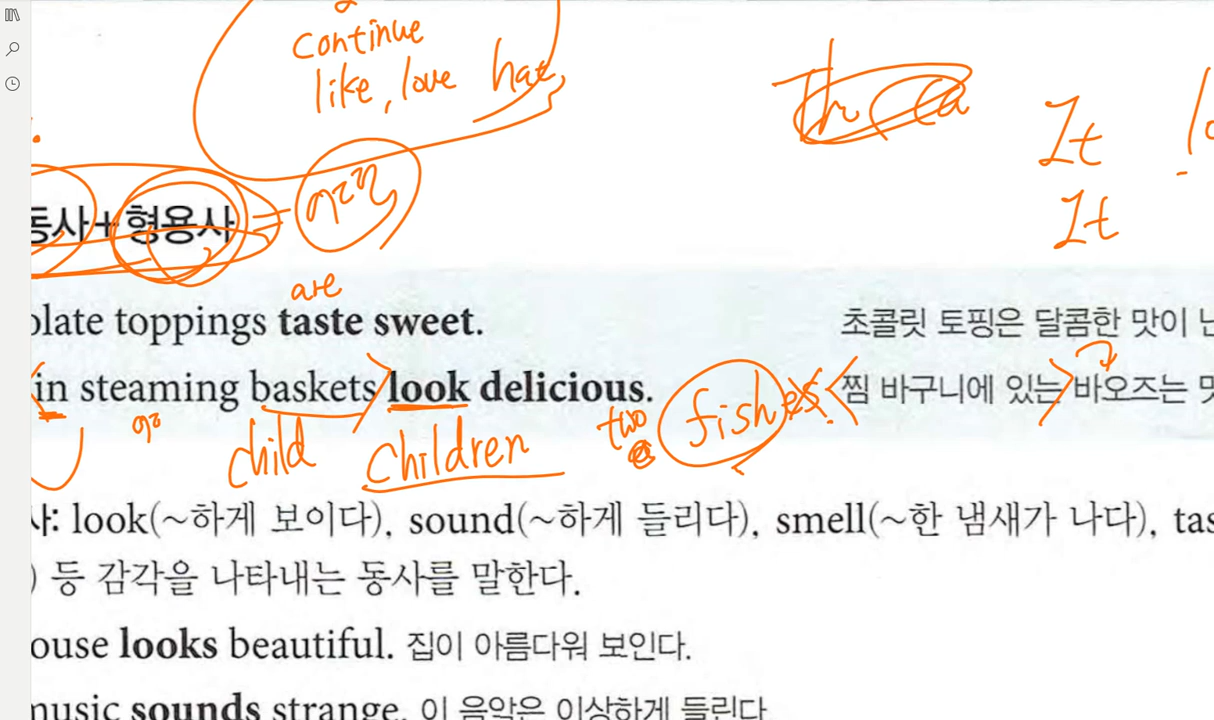 continue
like, love hate,
It
It
동사+형용사
are
olate toppings taste sweet. 초콜릿 토핑은 달콤한 맛이 난
in steaming baskets look delicious. fishes. 찜 바구니에 있는 바오즈는 맛
two
child children
사: look(~하게 보이다), sound(~하게 들리다), smell(~한 냄새가 나다), tas
) 등 감각을 나타내는 동사를 말한다.
ouse looks beautiful. 집이 아름다워 보인다.
music sounds strange. 이 음악은 이상하게 들린다